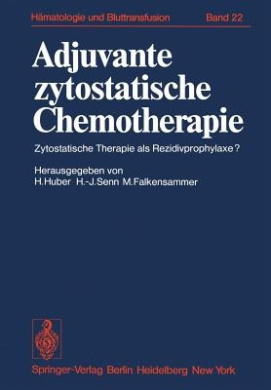 Hämatologie und Bluttransfusion Band 22
Adjuvante
zytostatische
Chemotherapie
Zytostatische Therapie als Rezidivprophylaxe?
Herausgegeben von
H.Huber H.-J.Senn M.Falkensammer
Springer-Verlag Berlin Heidelberg New York